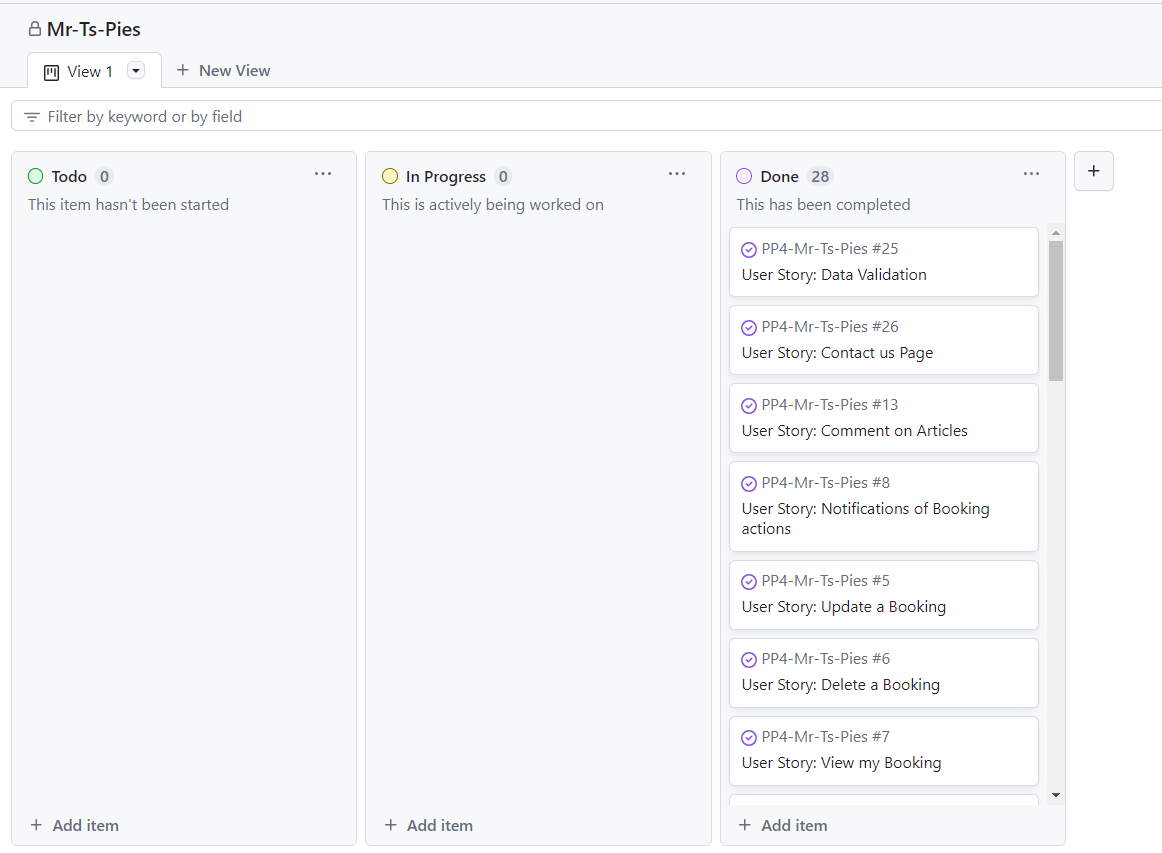 Mr-Ts-Pies
View 1
New View
Filter by keyword or by field
Todo 0
This item hasn't been started
Add item
In Progress 0
This is actively being worked on
Add item
Done 28
This has been completed
PP4-Mr-Ts-Pies #25
User Story: Data Validation
PP4-Mr-Ts-Pies #26
User Story: Contact us Page
PP4-Mr-Ts-Pies #13
User Story: Comment on Articles
PP4-Mr-Ts-Pies #8
User Story: Notifications of Booking
actions
PP4-Mr-Ts-Pies #5
User Story: Update a Booking
PP4-Mr-Ts-Pies #6
User Story: Delete a Booking
PP4-Mr-Ts-Pies #7
User Story: View my Booking
Add item